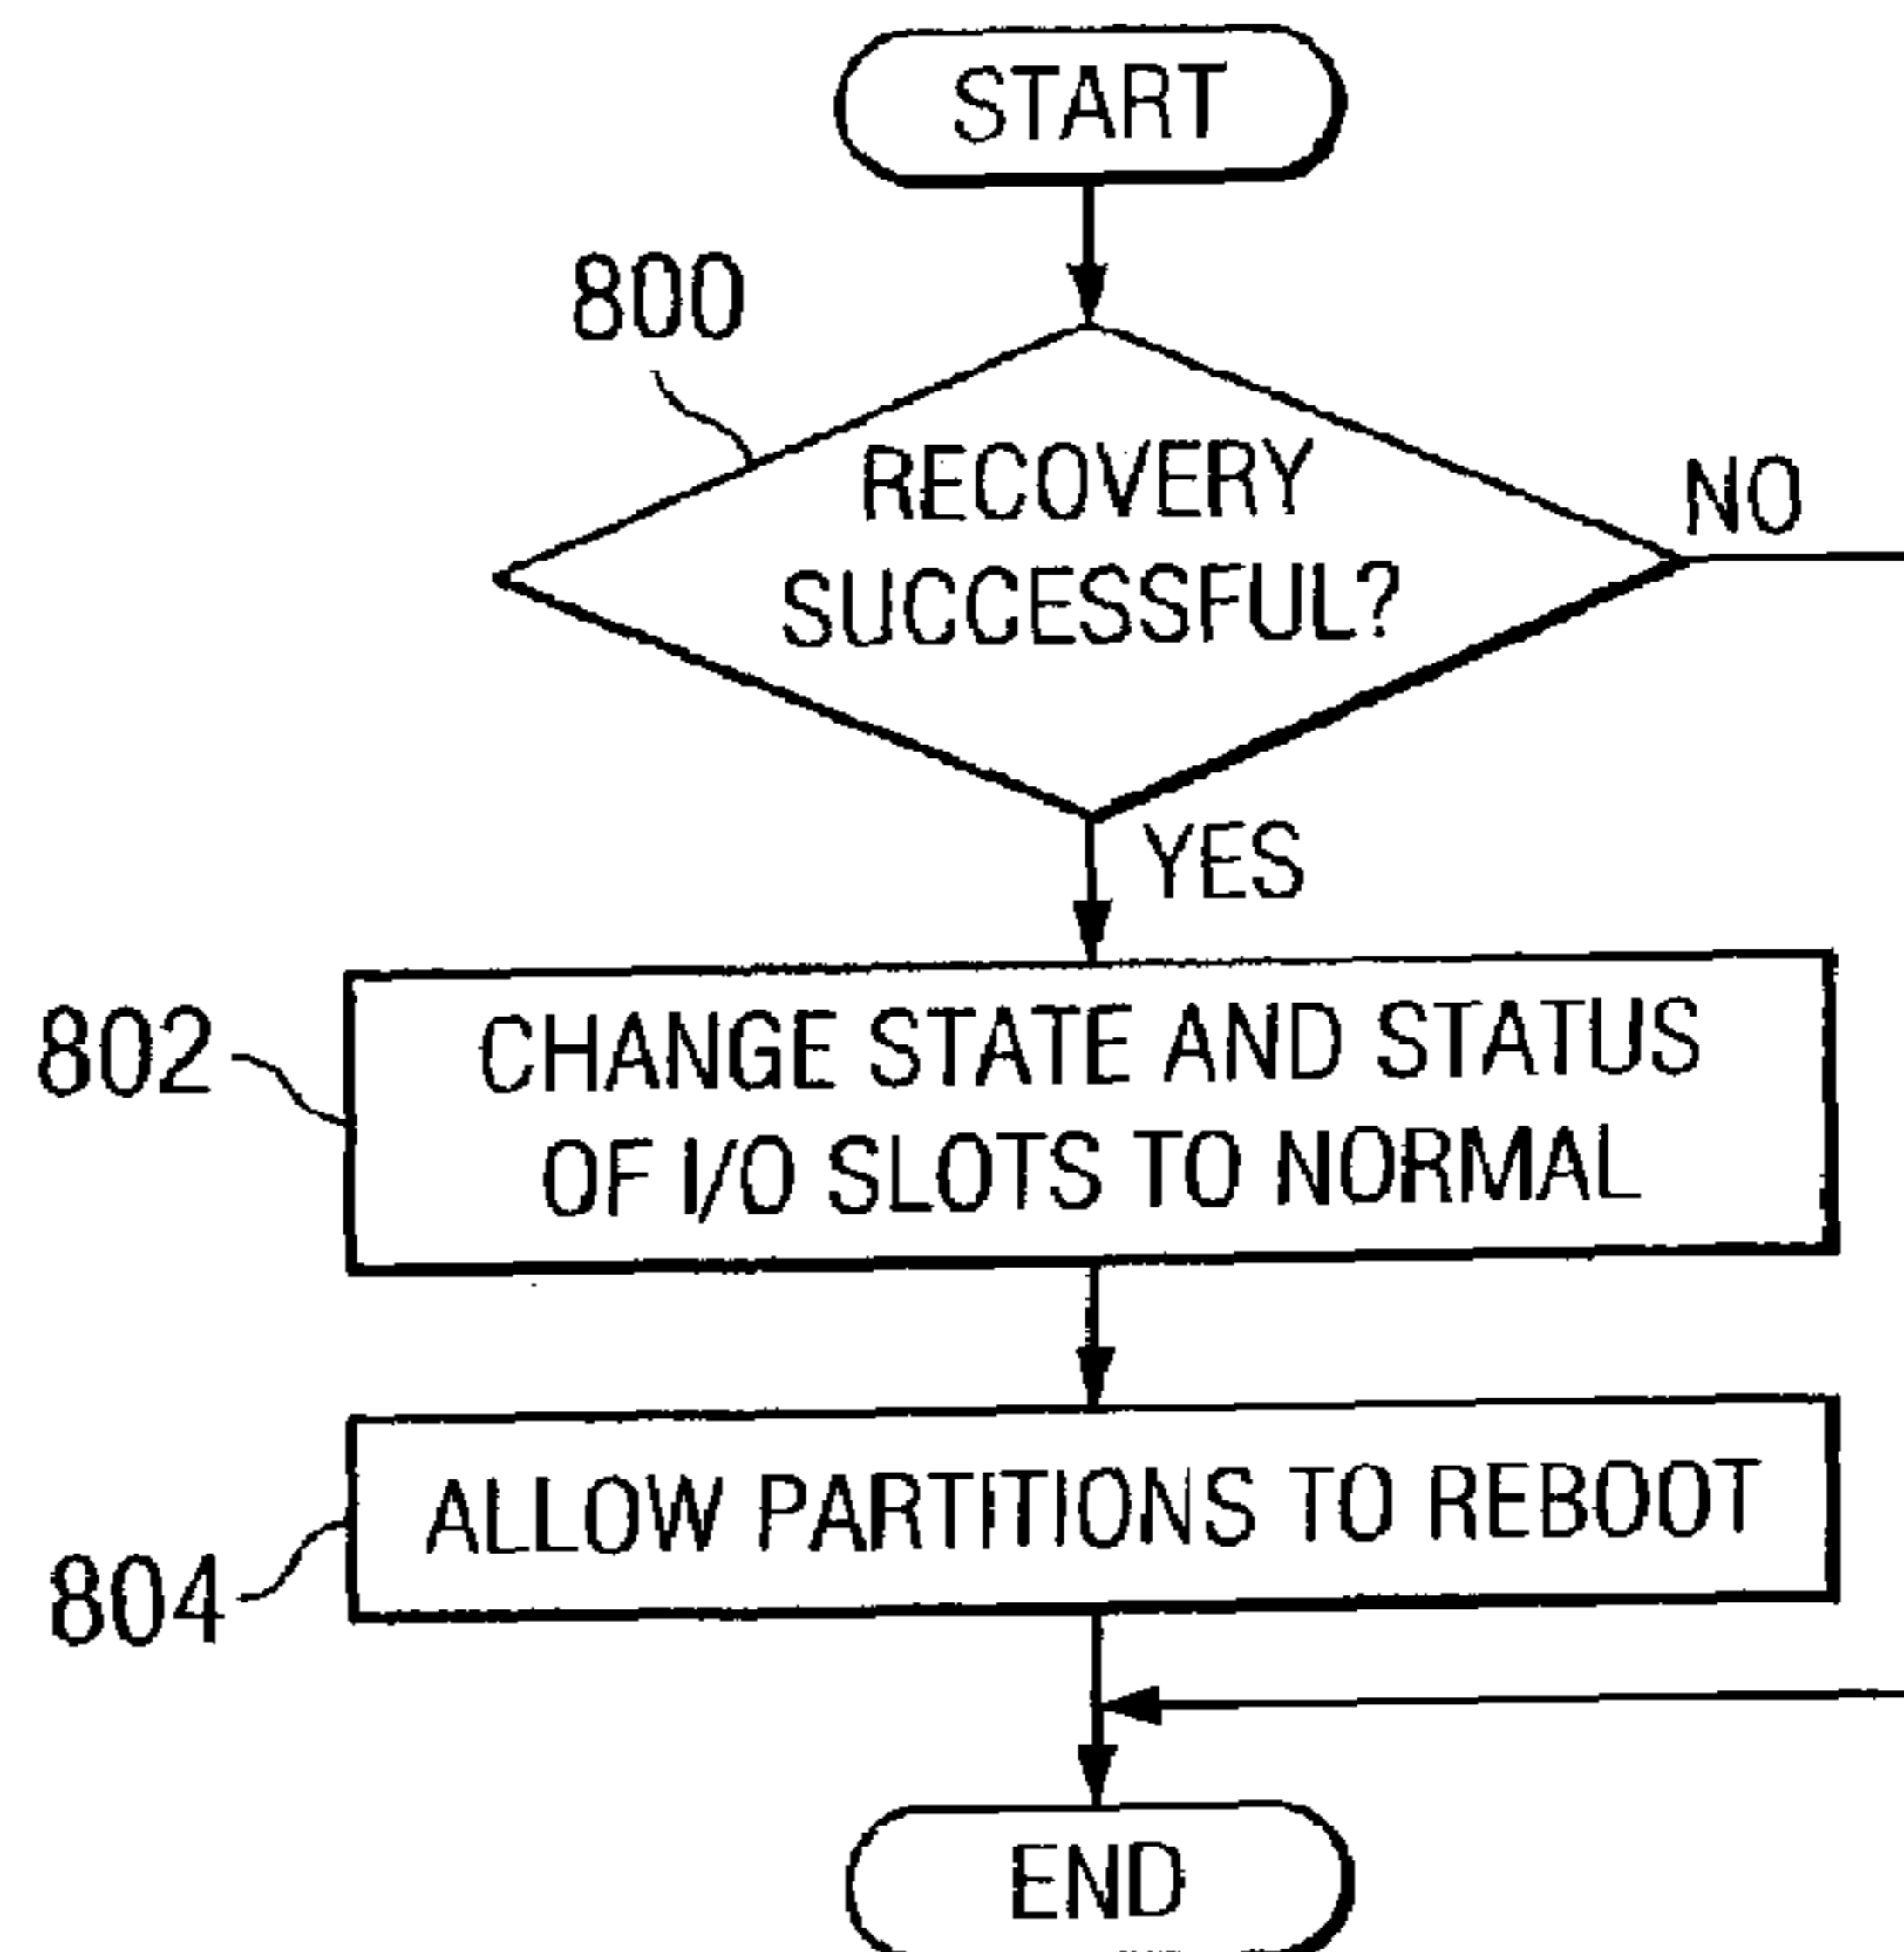 START
800
RECOVERY
SUCCESSFUL?
NO
YES
802
CHANGE STATE AND STATUS
OF I/O SLOTS TO NORMAL
804
ALLOW PARTITIONS TO REBOOT
END